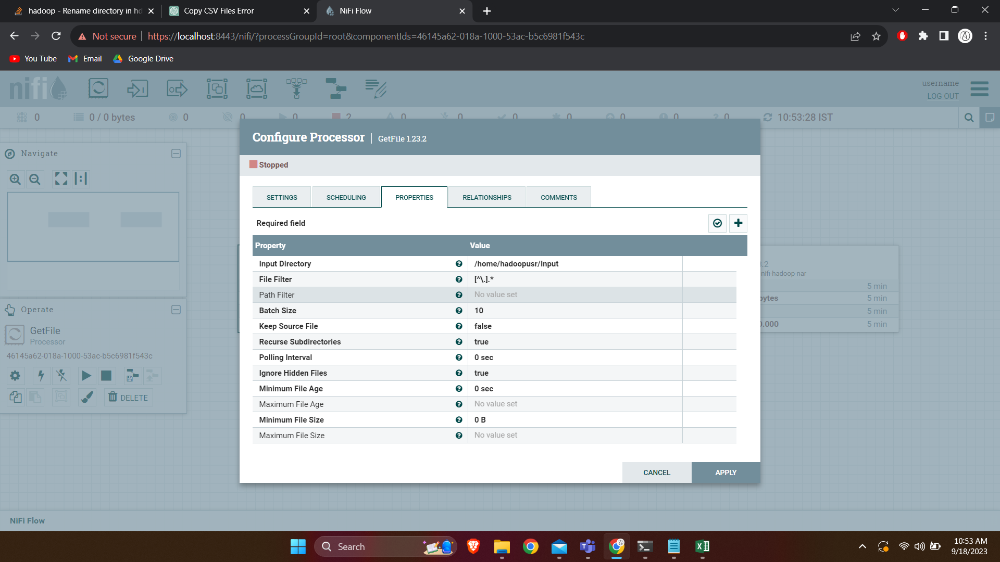 hadoop - Rename directory in hd
Copy CSV Files Error
NiFi Flow
Not secure
https://localhost:8443/nifi/?processGroupId=root&componentIds=46145a62-018a-1000-53ac-b5c6981f543c
You Tube
Email
Google Drive
nifi
username
LOG OUT
0
0 / 0 bytes
0
0
0
2
0
0
0
0
0
0
0
10:53:28 IST
Configure Processor
GetFile 1.23.2
Stopped
SETTINGS
SCHEDULING
PROPERTIES
RELATIONSHIPS
COMMENTS
Required field
Property Value
Input Directory /home/hadoopusr/Input
File Filter [^\.].*
Path Filter No value set
Batch Size 10
Keep Source File false
Recurse Subdirectories true
Polling Interval 0 sec
Ignore Hidden Files true
Minimum File Age 0 sec
Maximum File Age No value set
Minimum File Size 0 B
Maximum File Size No value set
CANCEL
APPLY
Navigate
Operate
GetFile
Processor
46145a62-018a-1000-53ac-b5c6981f543c
DELETE
.2
nifi-hadoop-nar
5 min
bytes 5 min
5 min
0.000 5 min
NiFi Flow
Search
10:53 AM
9/18/2023